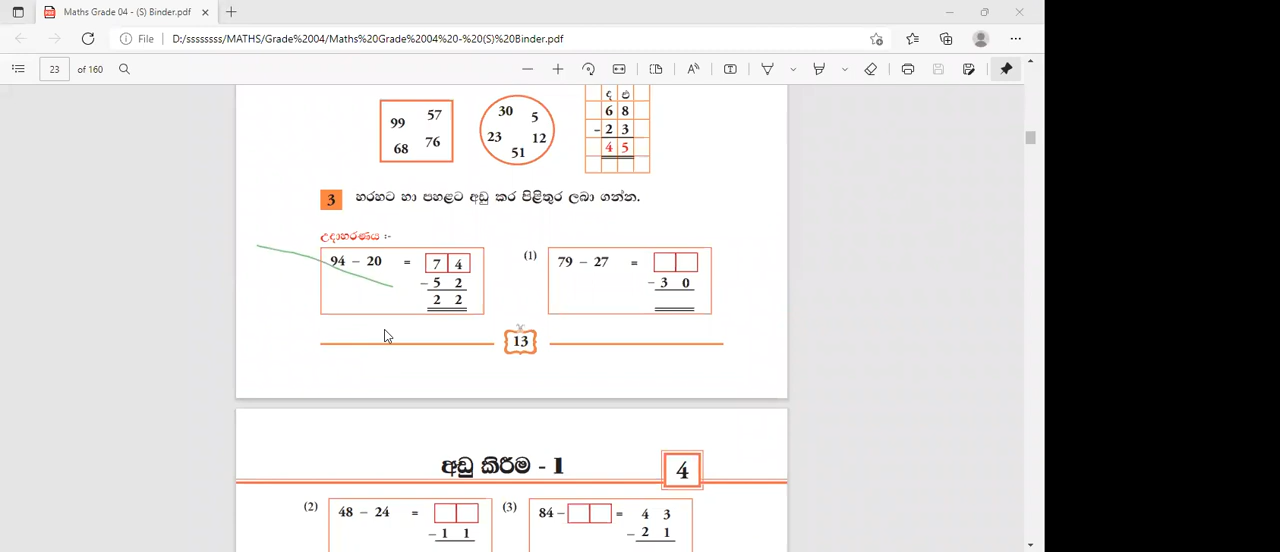 Maths Grade 04 - (S) Binder.pdf
File D:/ssssssss/MATHS/Grade%2004/Maths%20Grade%2004%20-%20(S)%20Binder.pdf
23 of 160
99 57
68 76
30 5
23 12
51
ද එ
6 8
- 2 3
4 5
3 හරහට හා පහළට අඩු කර පිළිතුර ලබා ගන්න.
උදාහරණය :-
94 - 20 = 7 4
- 5 2
2 2
(1) 79 - 27 =
- 3 0
13
අඩු කිරීම - 1 4
(2) 48 - 24 =
- 1 1
(3) 84 - = 4 3
- 2 1